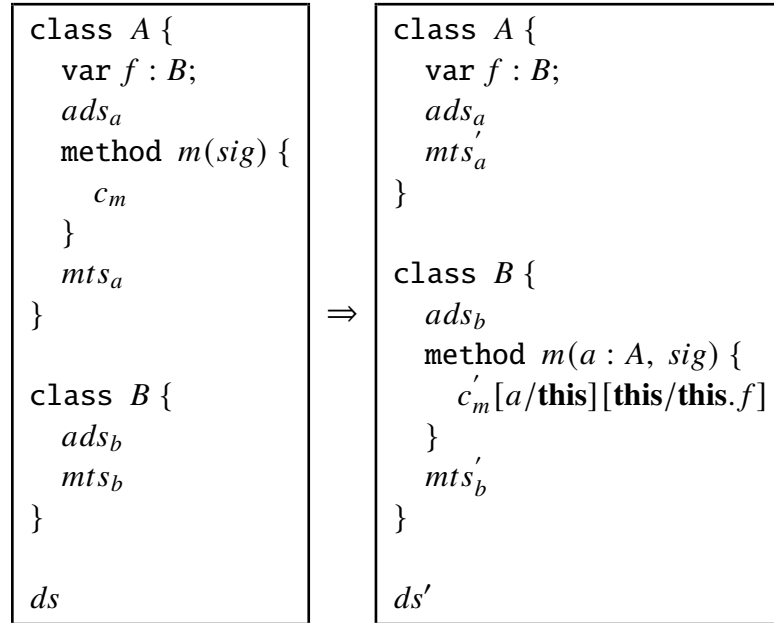 class A {
var f : B;
ads_a
method m(sig) {
c_m
}
mts_a
}
class B {
ads_b
mts_b
}
ds
⇒
class A {
var f : B;
ads_a
mts'_a
}
class B {
ads_b
method m(a : A, sig) {
c'_m[a/this][this/this.f]
}
mts'_b
}
ds′